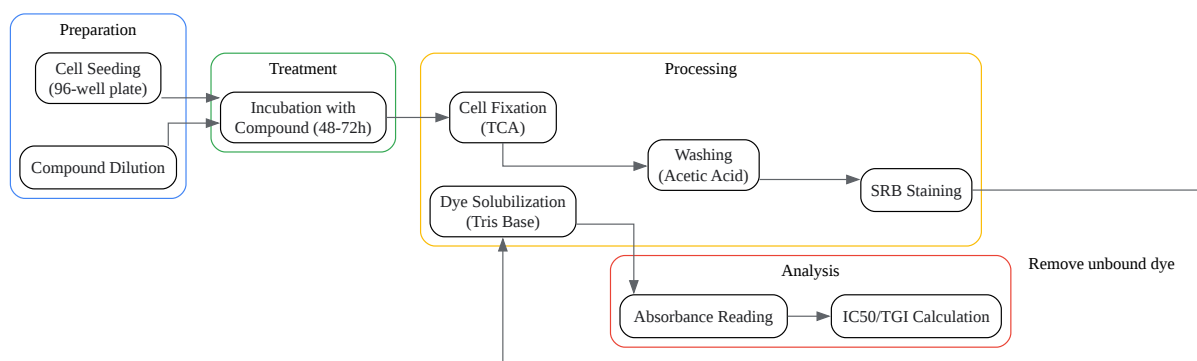 Preparation
Cell Seeding
(96-well plate)
Compound Dilution
Treatment
Incubation with
Compound (48-72h)
Processing
Cell Fixation
(TCA)
Washing
(Acetic Acid)
SRB Staining
Dye Solubilization
(Tris Base)
Remove unbound dye
Analysis
Absorbance Reading
IC50/TGI Calculation